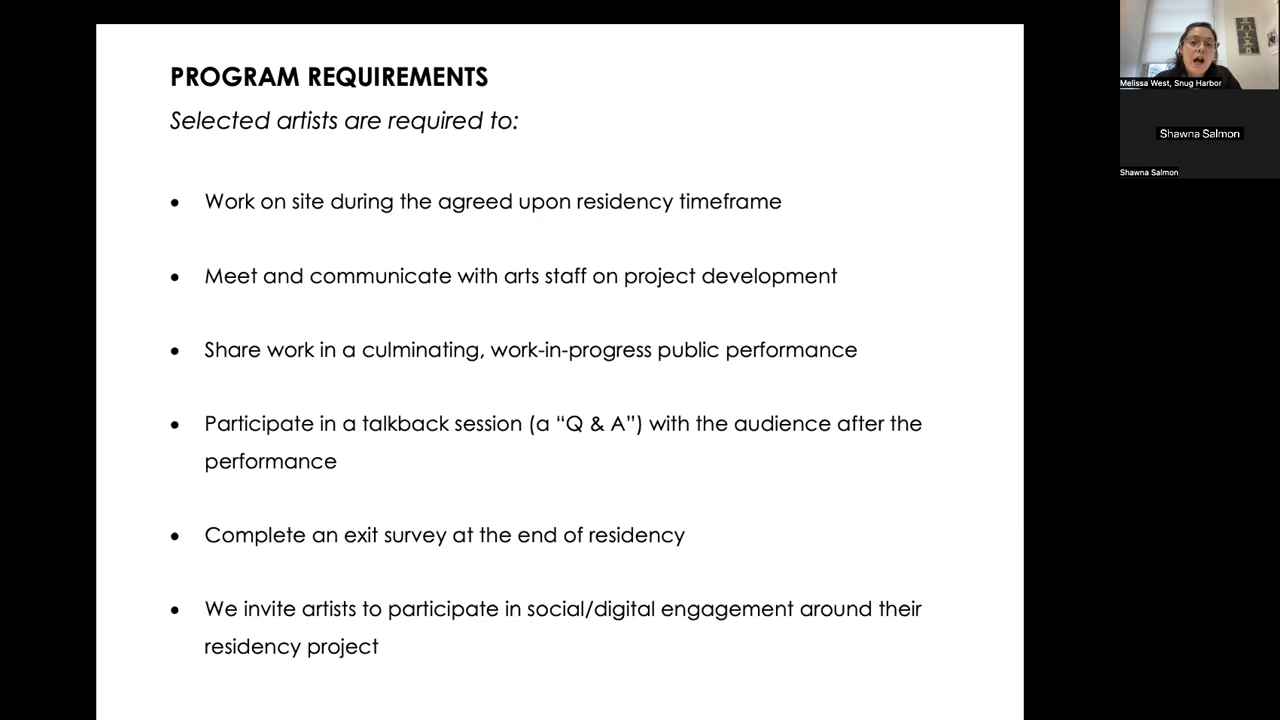 PROGRAM REQUIREMENTS
Selected artists are required to:
• Work on site during the agreed upon residency timeframe
• Meet and communicate with arts staff on project development
• Share work in a culminating, work-in-progress public performance
• Participate in a talkback session (a “Q & A”) with the audience after the
performance
• Complete an exit survey at the end of residency
• We invite artists to participate in social/digital engagement around their
residency project
Melissa West, Snug Harbor
Shawna Salmon
Shawna Salmon